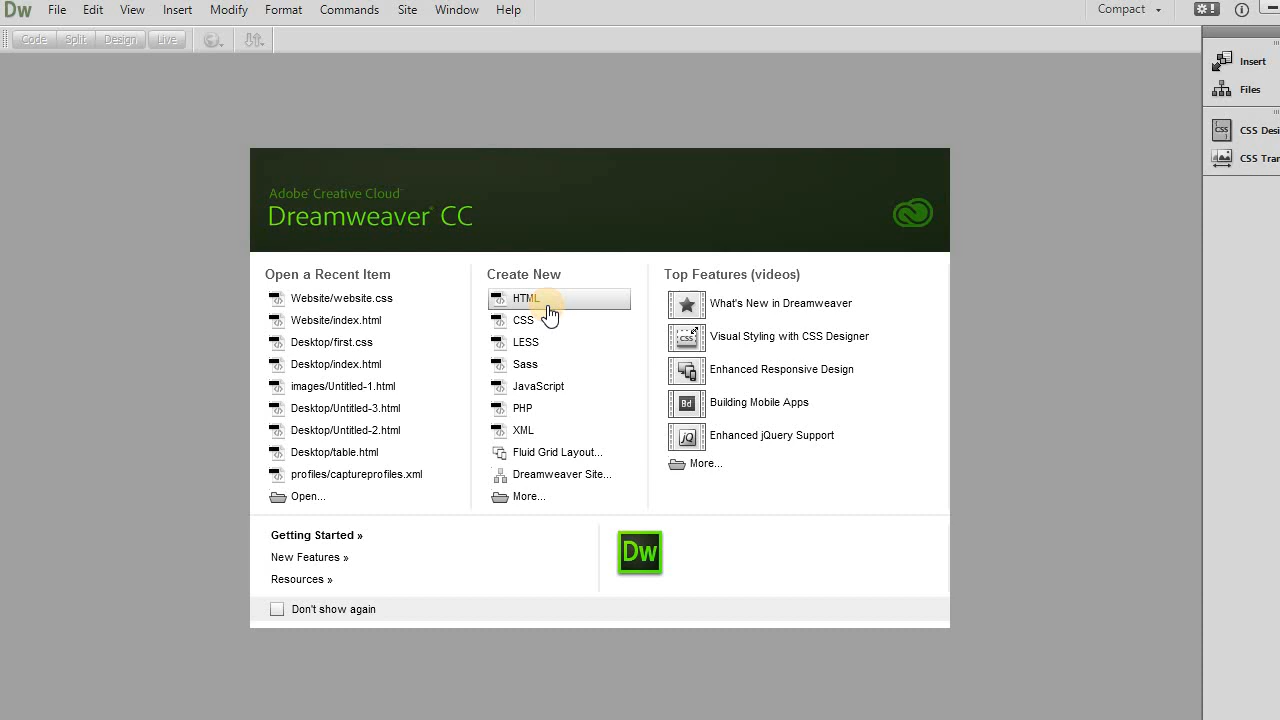 Dw File Edit View Insert Modify Format Commands Site Window Help Compact
Code Split Design Live
Insert
Files
CSS
CSS
Adobe Creative Cloud
Dreamweaver CC
Open a Recent Item
Website/website.css
Website/index.html
Desktop/first.css
Desktop/index.html
images/Untitled-1.html
Desktop/Untitled-3.html
Desktop/Untitled-2.html
Desktop/table.html
profiles/captureprofiles.xml
Open...
Create New
HTML
CSS
LESS
Sass
JavaScript
PHP
XML
Fluid Grid Layout...
Dreamweaver Site...
More...
Top Features (videos)
What's New in Dreamweaver
CSS Visual Styling with CSS Designer
Enhanced Responsive Design
Bd Building Mobile Apps
jQ Enhanced jQuery Support
More...
Getting Started »
New Features »
Resources »
Dw
Don't show again